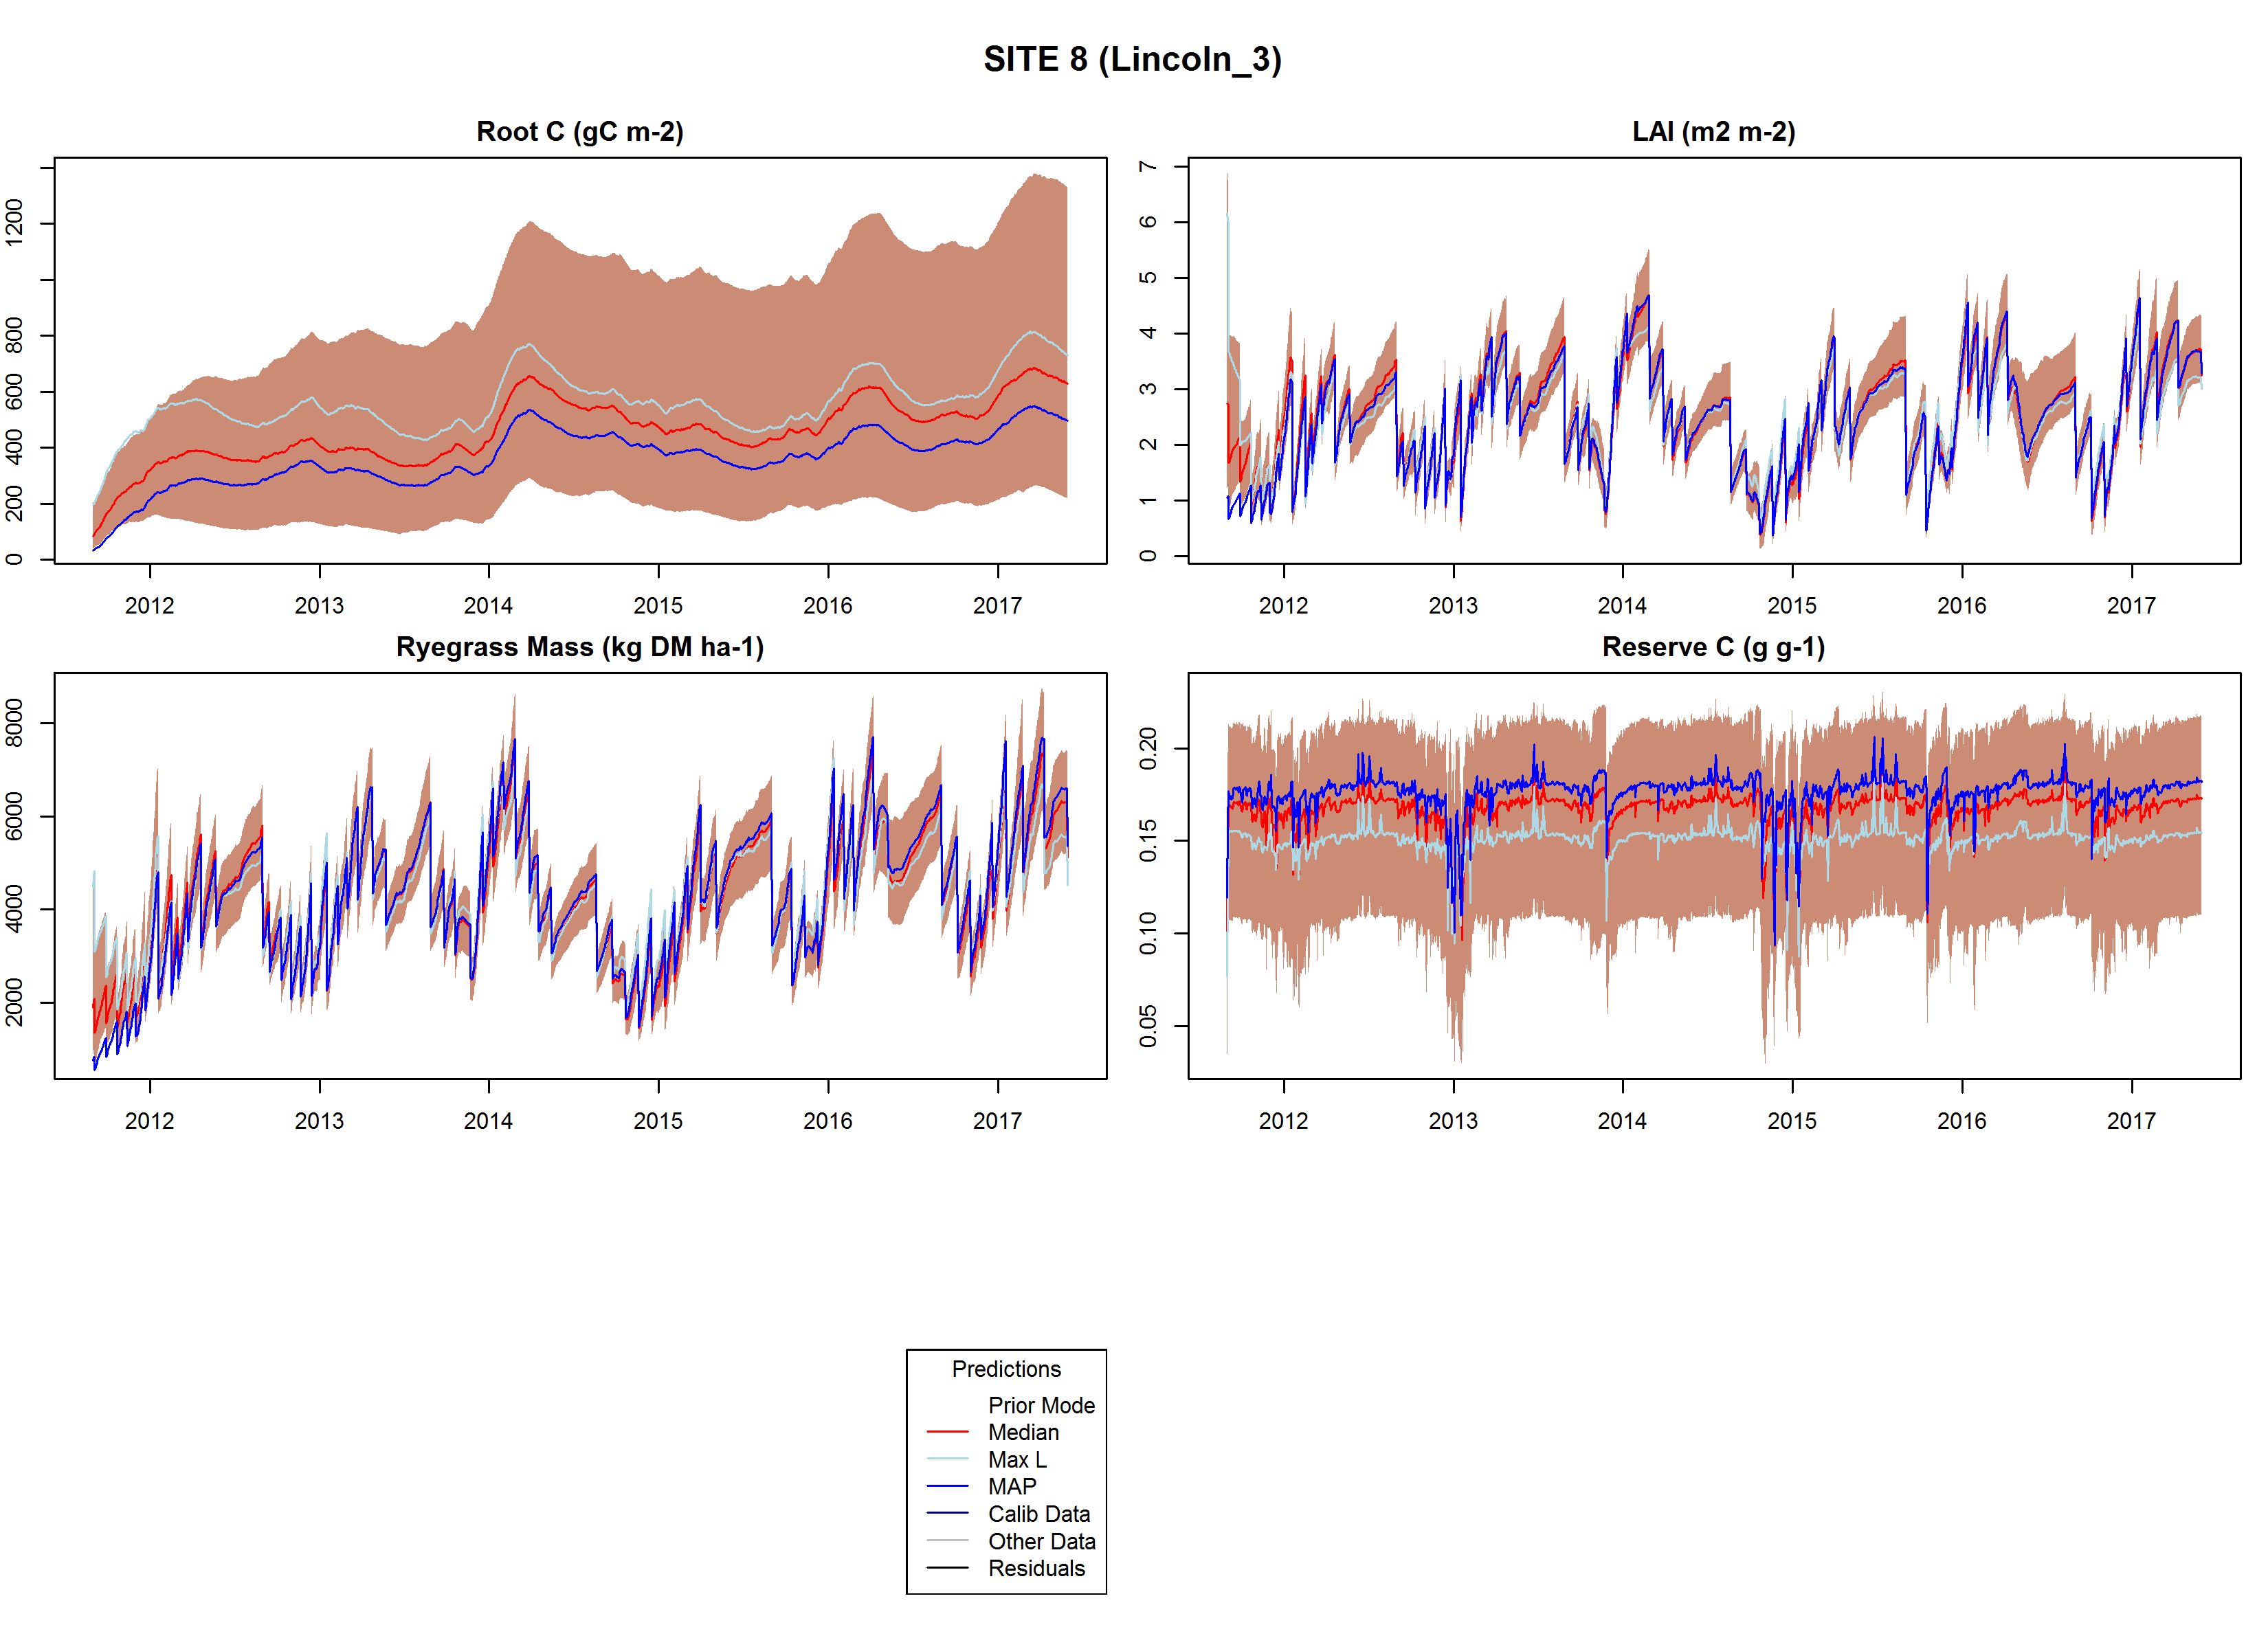 SITE 8 (Lincoln_3)
Root C (gC m-2)
0 200 400 600 800 1200
2012 2013 2014 2015 2016 2017
LAI (m2 m-2)
0 1 2 3 4 5 6 7
2012 2013 2014 2015 2016 2017
Ryegrass Mass (kg DM ha-1)
2000 4000 6000 8000
2012 2013 2014 2015 2016 2017
Reserve C (g g-1)
0.05 0.10 0.15 0.20
2012 2013 2014 2015 2016 2017
Predictions
Prior Mode
Median
Max L
MAP
Calib Data
Other Data
Residuals